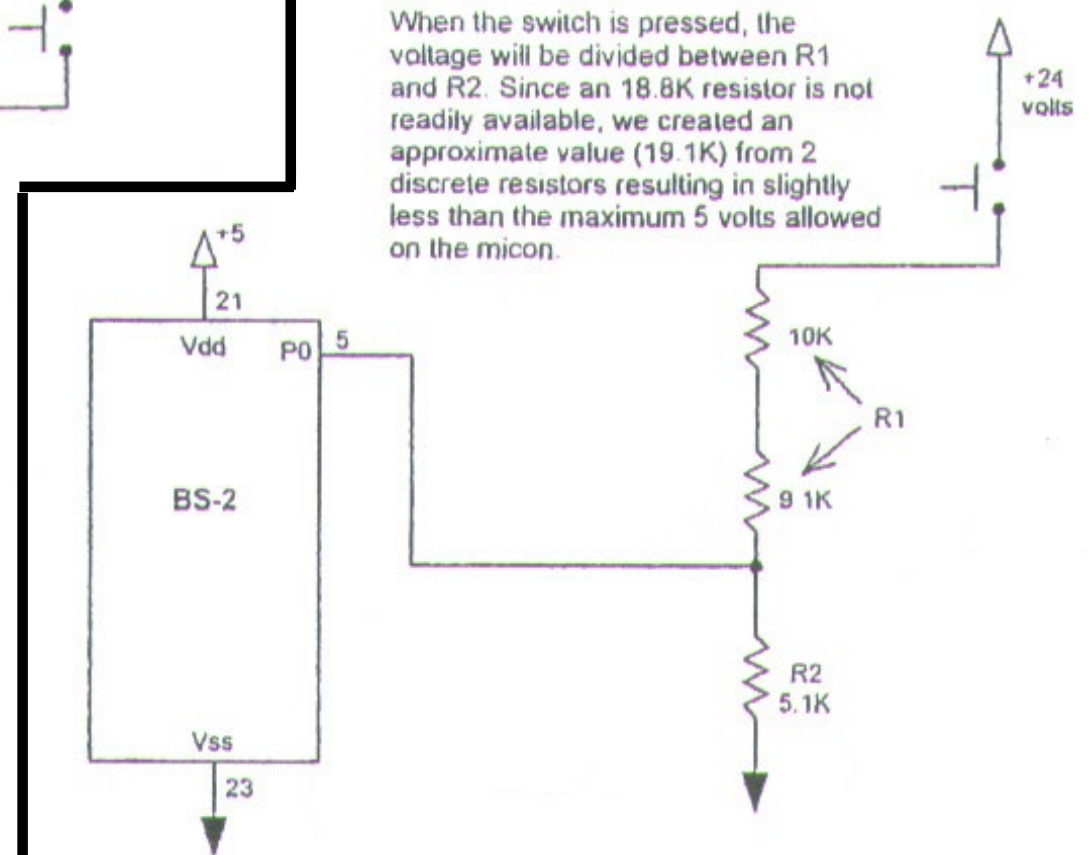 When the switch is pressed, the
voltage will be divided between R1
and R2. Since an 18.8K resistor is not
readily available, we created an
approximate value (19.1K) from 2
discrete resistors resulting in slightly
less than the maximum 5 volts allowed
on the micon.
+24
volts
+5
21
Vdd
P0
5
10K
R1
BS-2
9 1K
R2
5.1K
Vss
23